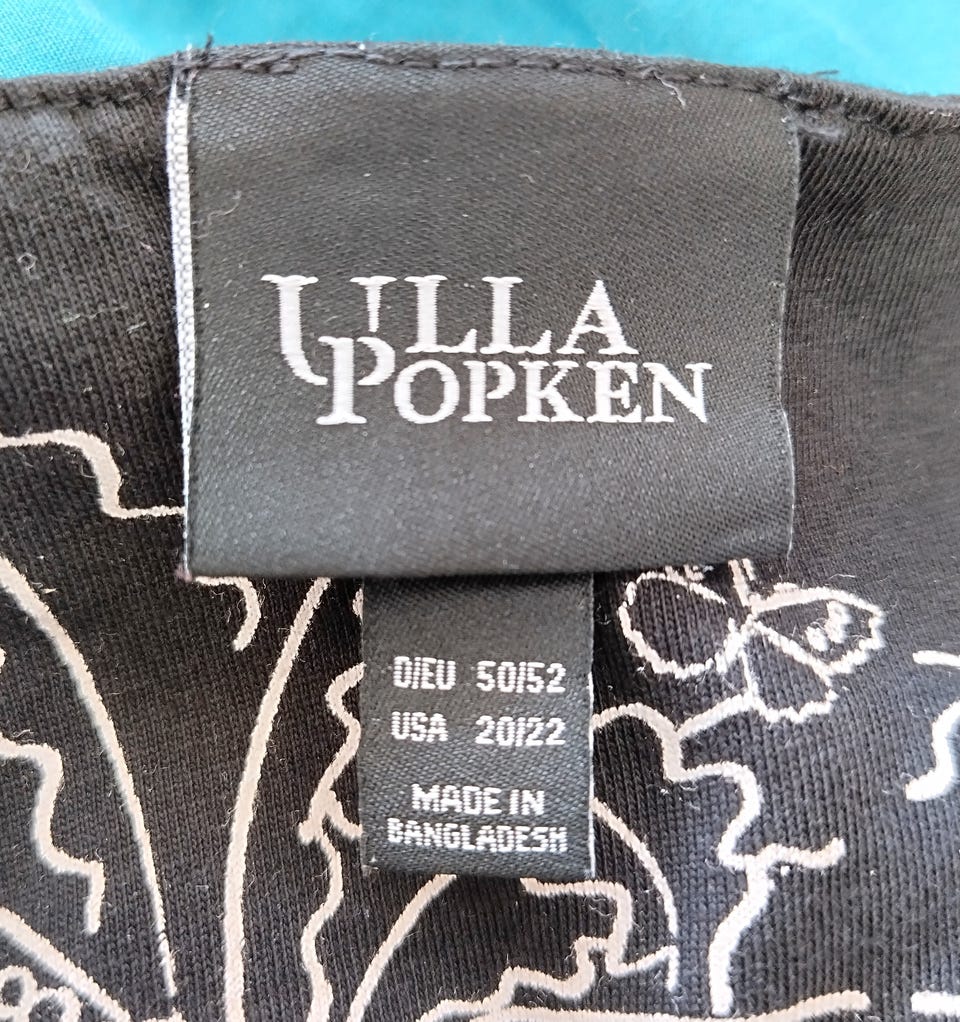 ULLA
POPKEN
D/EU 50/52
USA 20/22
MADE IN
BANGLADESH